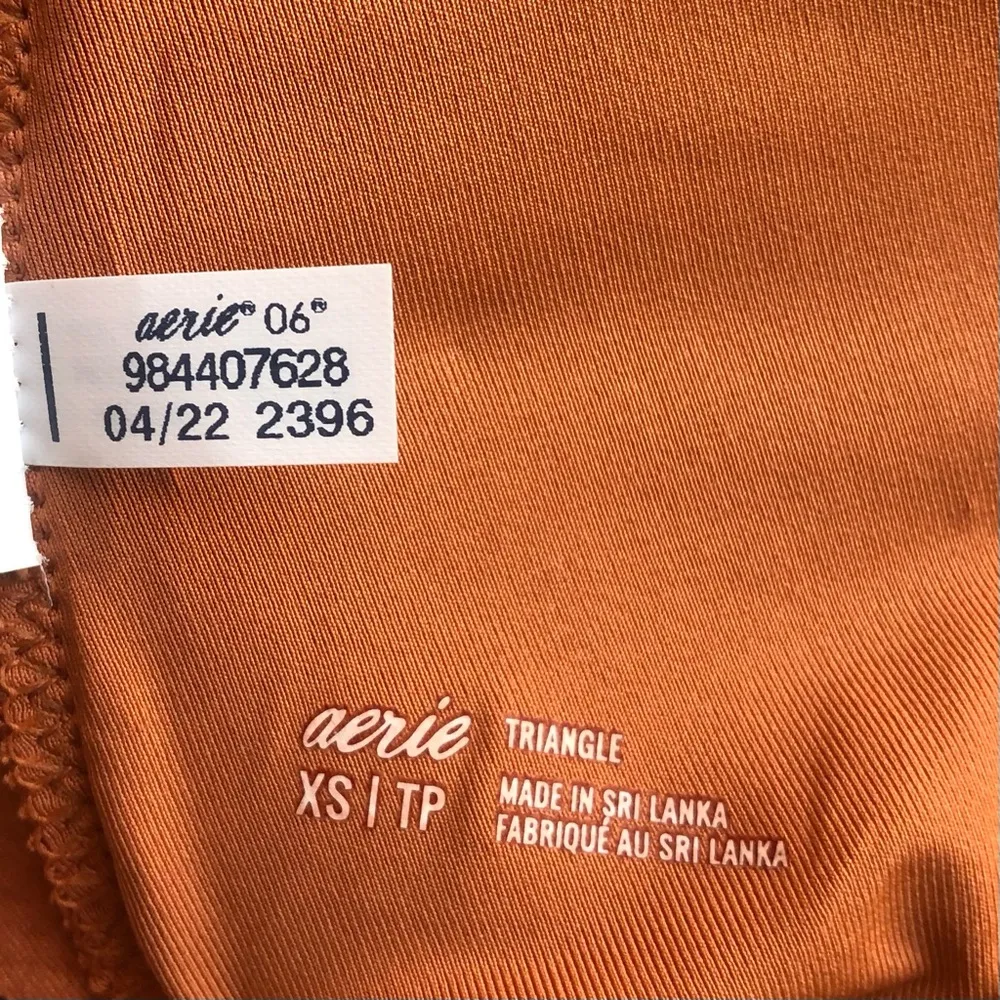 aerie® 06®
984407628
04/22 2396
aerie
XS | TP
TRIANGLE
MADE IN SRI LANKA
FABRIQUÉ AU SRI LANKA